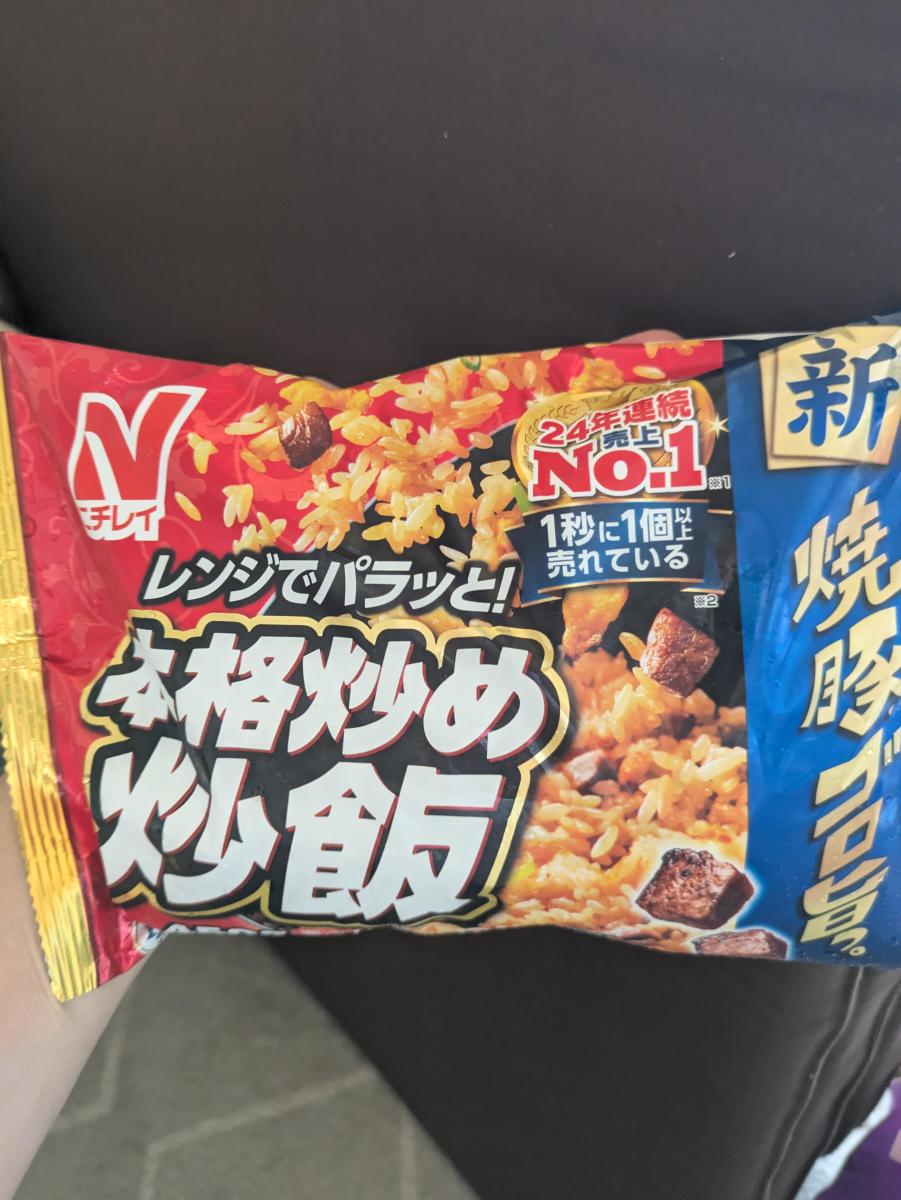 ニチレイ
レンジでパラッと!
本格炒め
炒飯
24年連続
売上
No.1
※1
1秒に1個以上
売れている
※2
新
焼豚ゴロ旨っ。